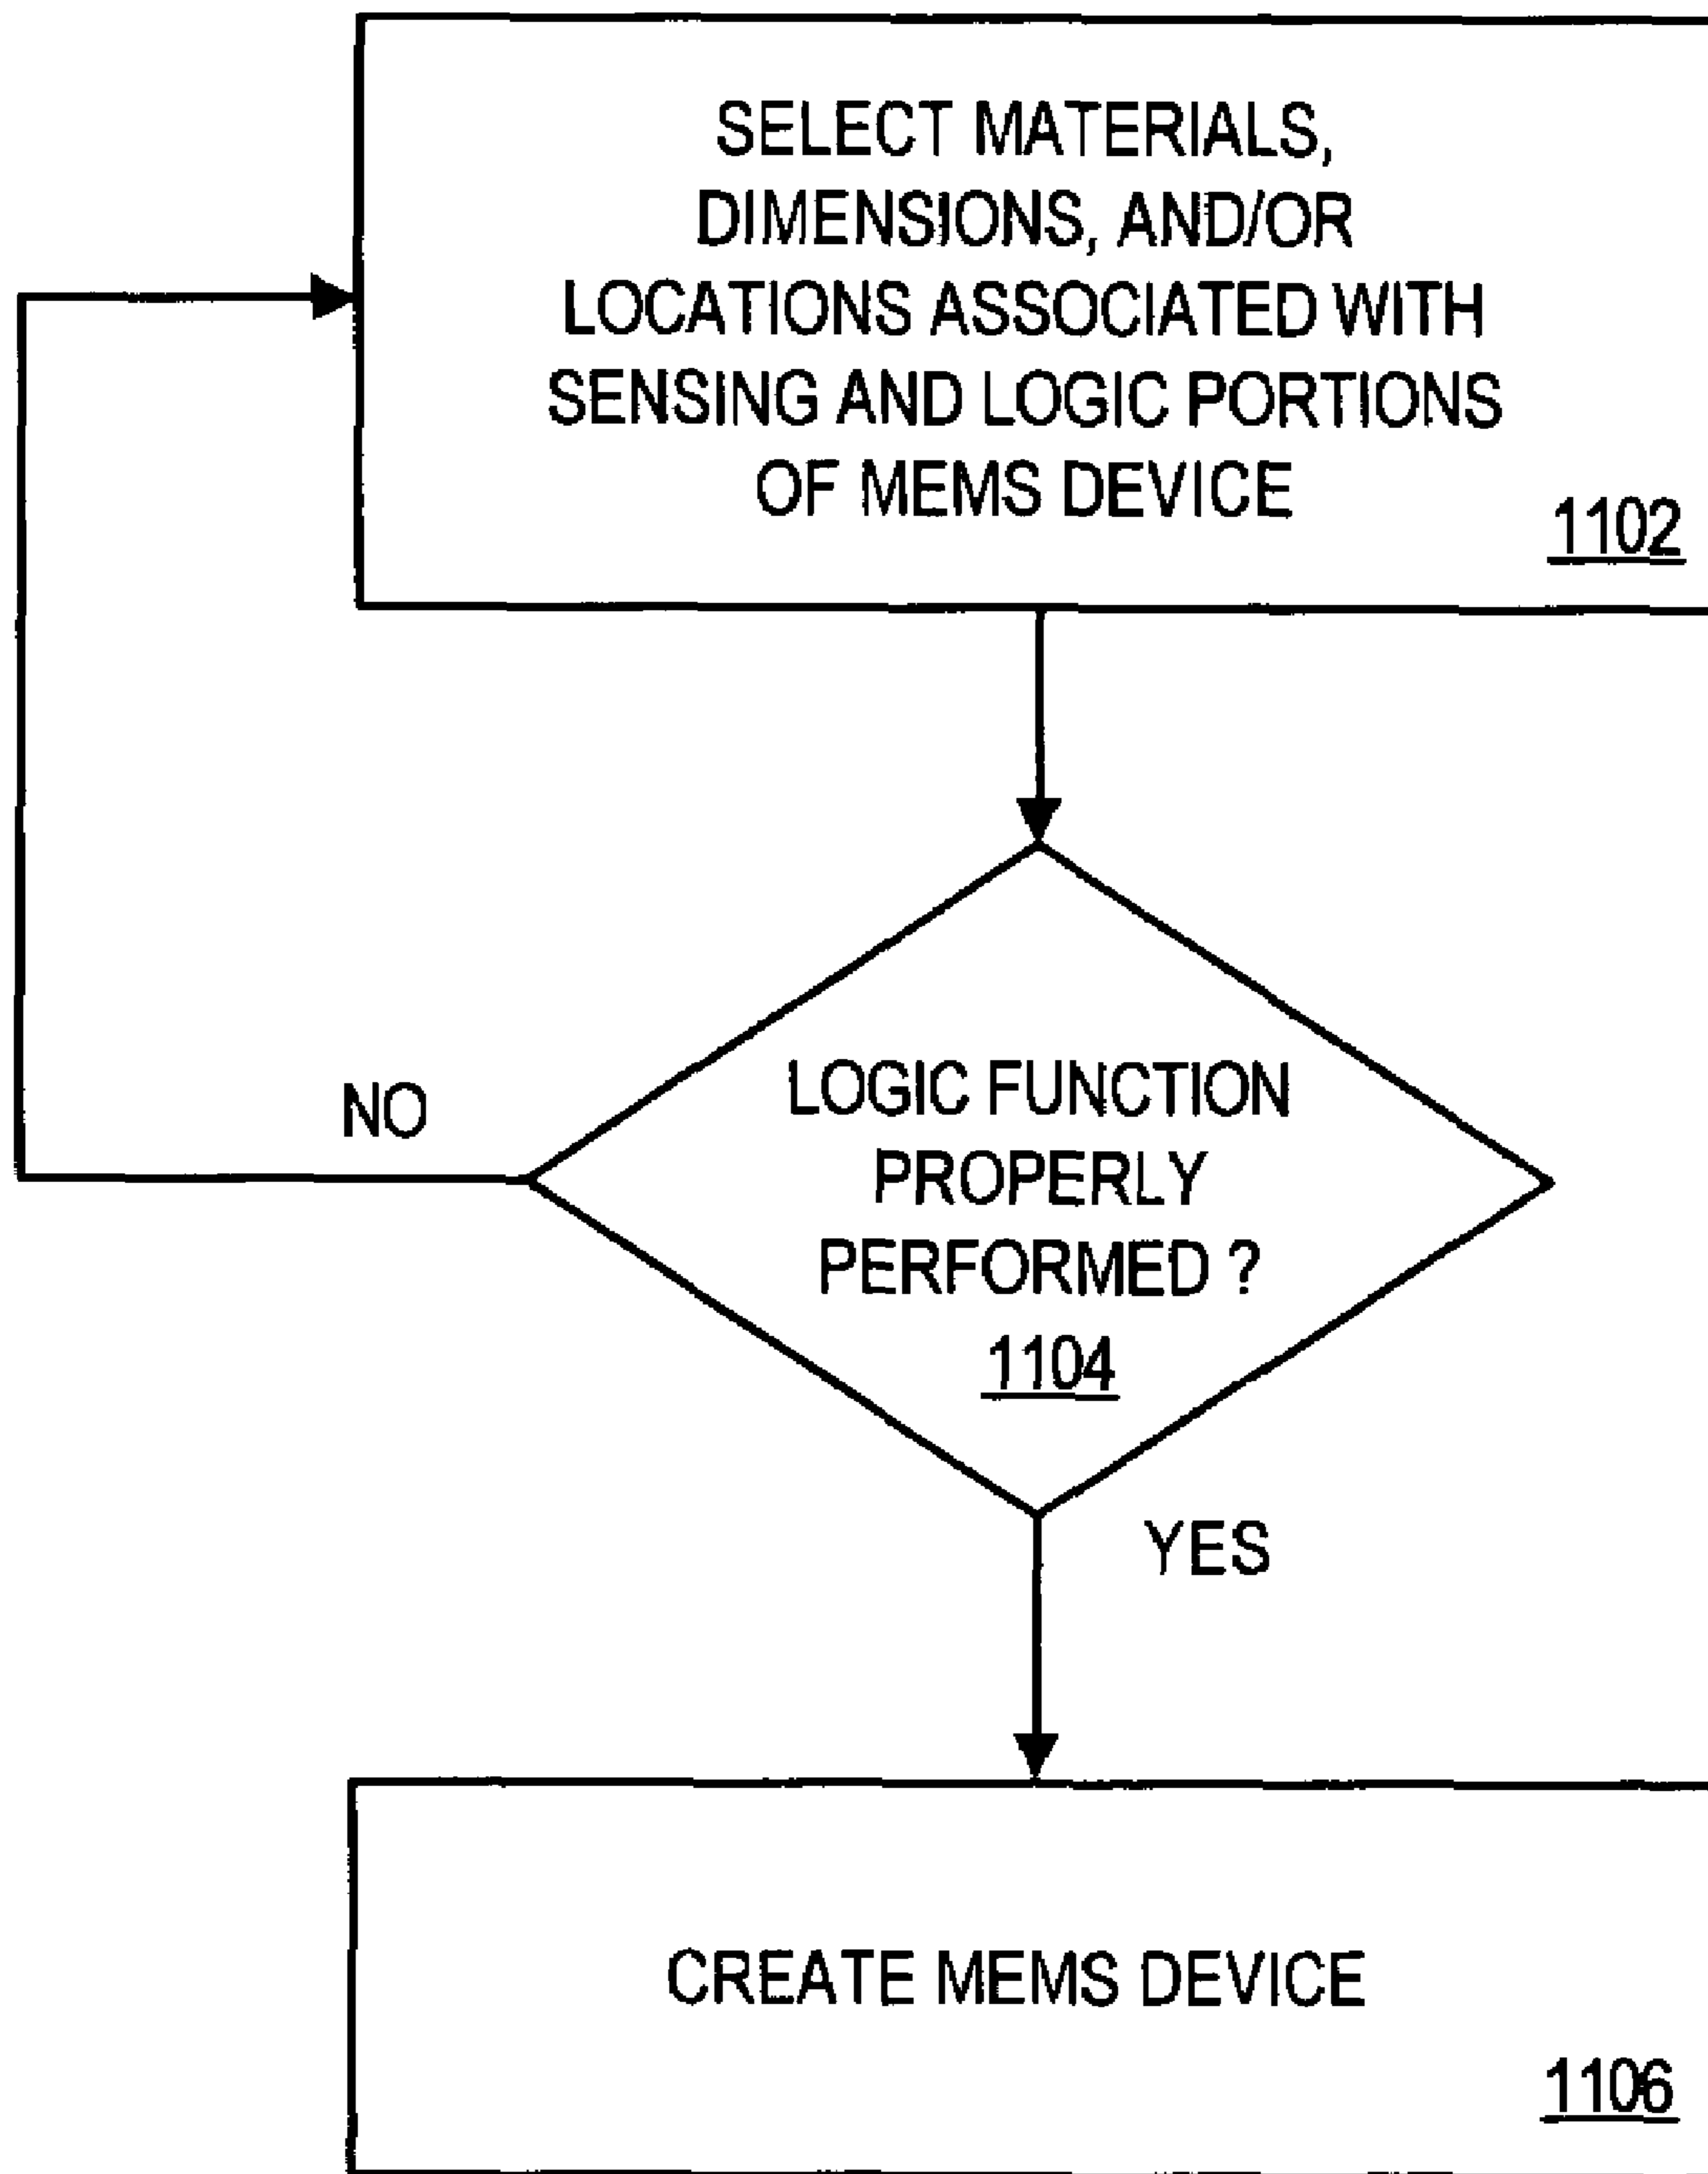 SELECT MATERIALS,
DIMENSIONS, AND/OR
LOCATIONS ASSOCIATED WITH
SENSING AND LOGIC PORTIONS
OF MEMS DEVICE
1102
LOGIC FUNCTION
PROPERLY
PERFORMED ?
1104
NO
YES
CREATE MEMS DEVICE
1106